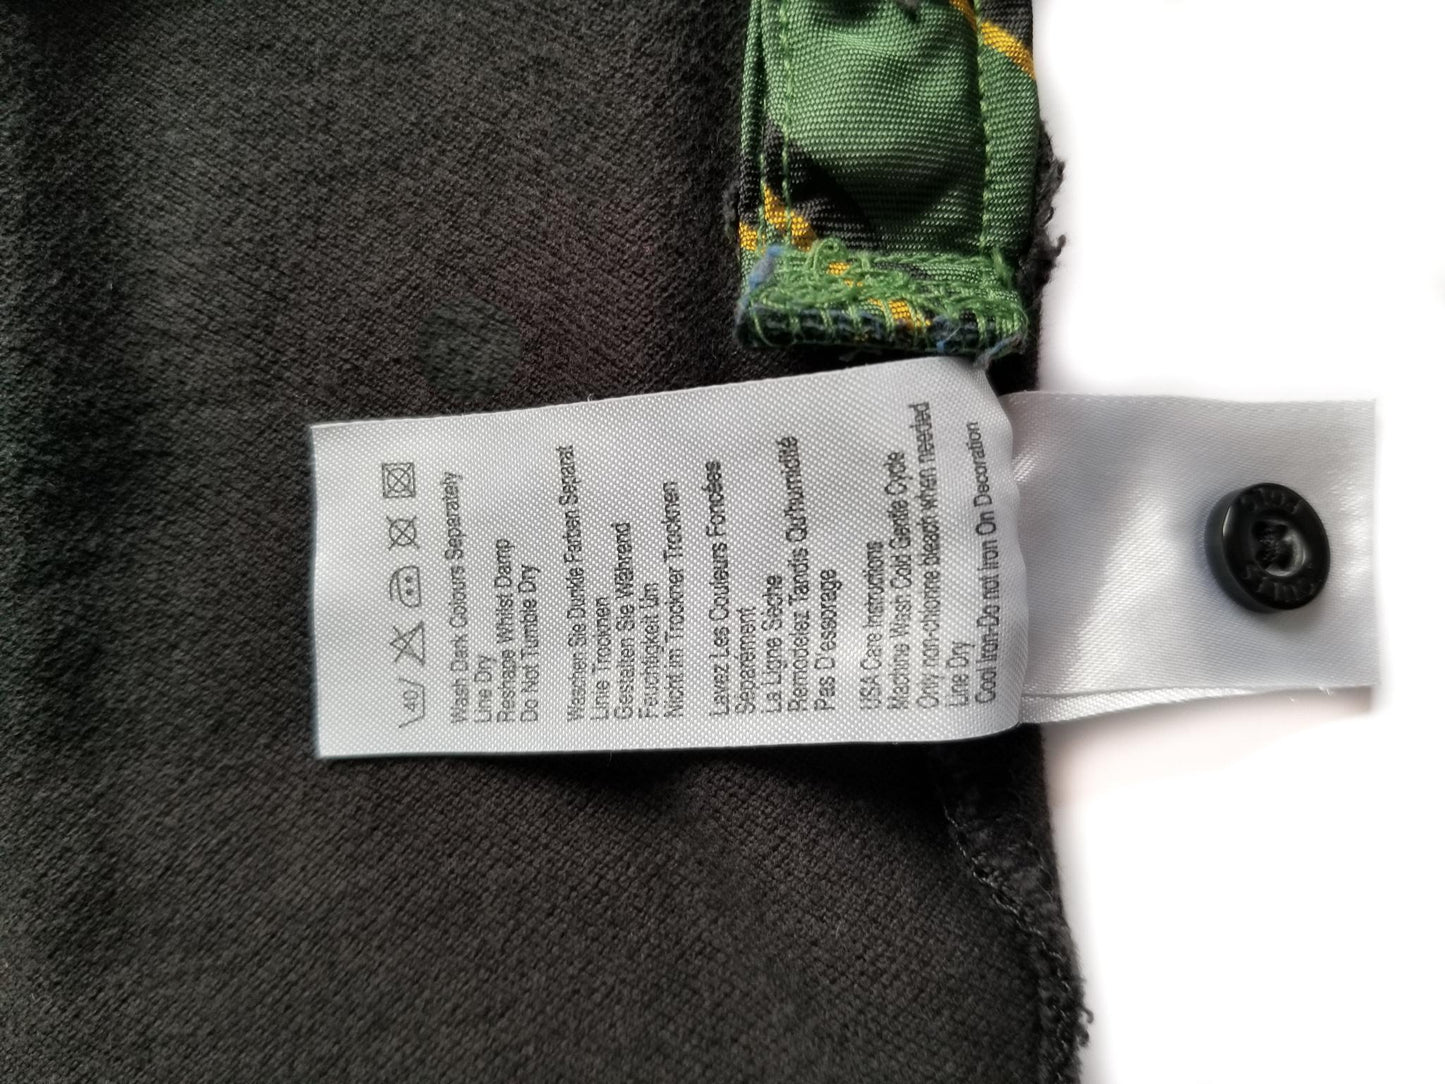 40
Wash Dark Colours Separately
Line Dry
Reshape Whist Damp
Do Not Tumble Dry
Waschen Sie Dunkle Farben Separat
Line Trocknen
Gestalten Sie Während
Feuchtigkeit Um
Nicht im Trockner Trocknen
Lavez Les Couleurs Foncées
Séparément
La Ligne Sèche
Remodelez Tandis Qu'humidité
Pas D'essorage
USA Care Instructions
Machine Wash Cold Gentle Cycle
Only non-chlorine bleach when needed
Line Dry
Cool Iron-Do not Iron On Decoration